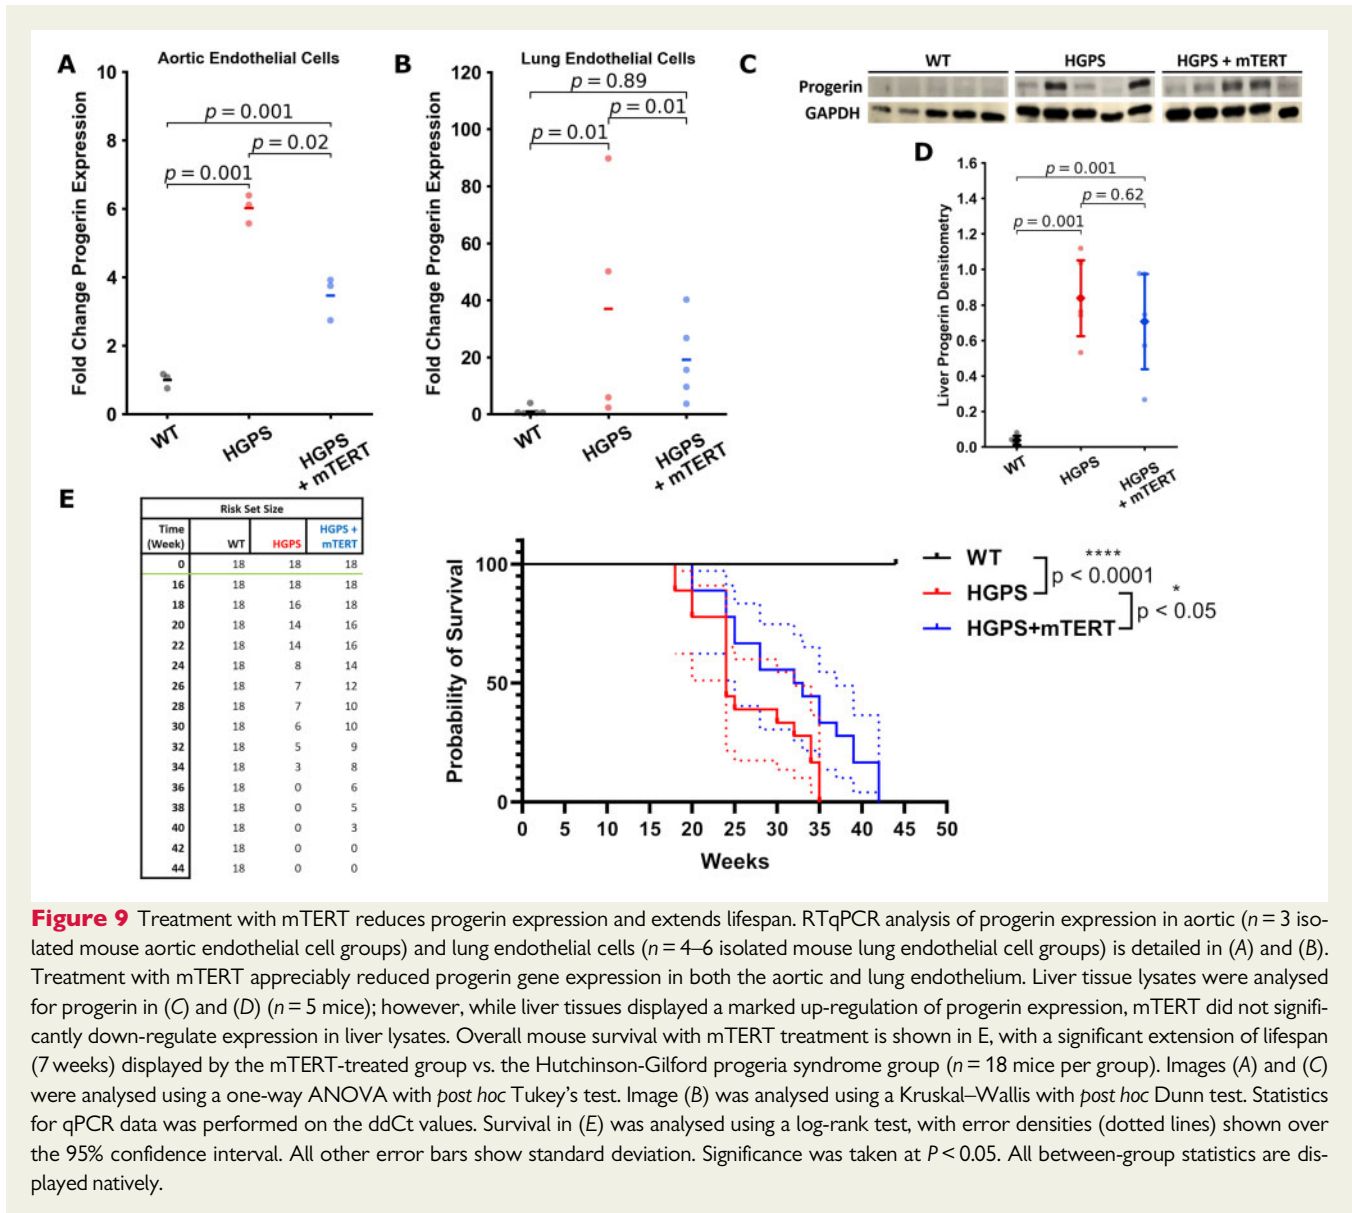 A
Aortic Endothelial Cells
Fold Change Progerin Expression
10
8
6
4
2
0
p = 0.001
p = 0.02
p = 0.001
WT
HGPS
HGPS
+ mTERT
B
Lung Endothelial Cells
Fold Change Progerin Expression
120
100
80
60
40
20
0
p = 0.89
p = 0.01
p = 0.01
WT
HGPS
HGPS
+ mTERT
C
WT HGPS HGPS + mTERT
Progerin
GAPDH
D
Liver Progerin Densitometry
1.6
1.4
1.2
1.0
0.8
0.6
0.4
0.2
0.0
p = 0.001
p = 0.62
p = 0.001
WT
HGPS
HGPS
+ mTERT
E
Risk Set Size
Time (Week) WT HGPS HGPS + mTERT
0 18 18 18
16 18 18 18
18 18 16 18
20 18 14 16
22 18 14 16
24 18 8 14
26 18 7 12
28 18 7 10
30 18 6 10
32 18 5 9
34 18 3 8
36 18 0 6
38 18 0 5
40 18 0 3
42 18 0 0
44 18 0 0
Probability of Survival
100
50
0
0 5 10 15 20 25 30 35 40 45 50
Weeks
WT
HGPS
HGPS+mTERT
****
p < 0.0001
*
p < 0.05
Figure 9 Treatment with mTERT reduces progerin expression and extends lifespan. RTqPCR analysis of progerin expression in aortic (n = 3 iso-
lated mouse aortic endothelial cell groups) and lung endothelial cells (n = 4–6 isolated mouse lung endothelial cell groups) is detailed in (A) and (B).
Treatment with mTERT appreciably reduced progerin gene expression in both the aortic and lung endothelium. Liver tissue lysates were analysed
for progerin in (C) and (D) (n = 5 mice); however, while liver tissues displayed a marked up-regulation of progerin expression, mTERT did not signifi-
cantly down-regulate expression in liver lysates. Overall mouse survival with mTERT treatment is shown in E, with a significant extension of lifespan
(7 weeks) displayed by the mTERT-treated group vs. the Hutchinson-Gilford progeria syndrome group (n = 18 mice per group). Images (A) and (C)
were analysed using a one-way ANOVA with post hoc Tukey's test. Image (B) was analysed using a Kruskal–Wallis with post hoc Dunn test. Statistics
for qPCR data was performed on the ddCt values. Survival in (E) was analysed using a log-rank test, with error densities (dotted lines) shown over
the 95% confidence interval. All other error bars show standard deviation. Significance was taken at P < 0.05. All between-group statistics are dis-
played natively.